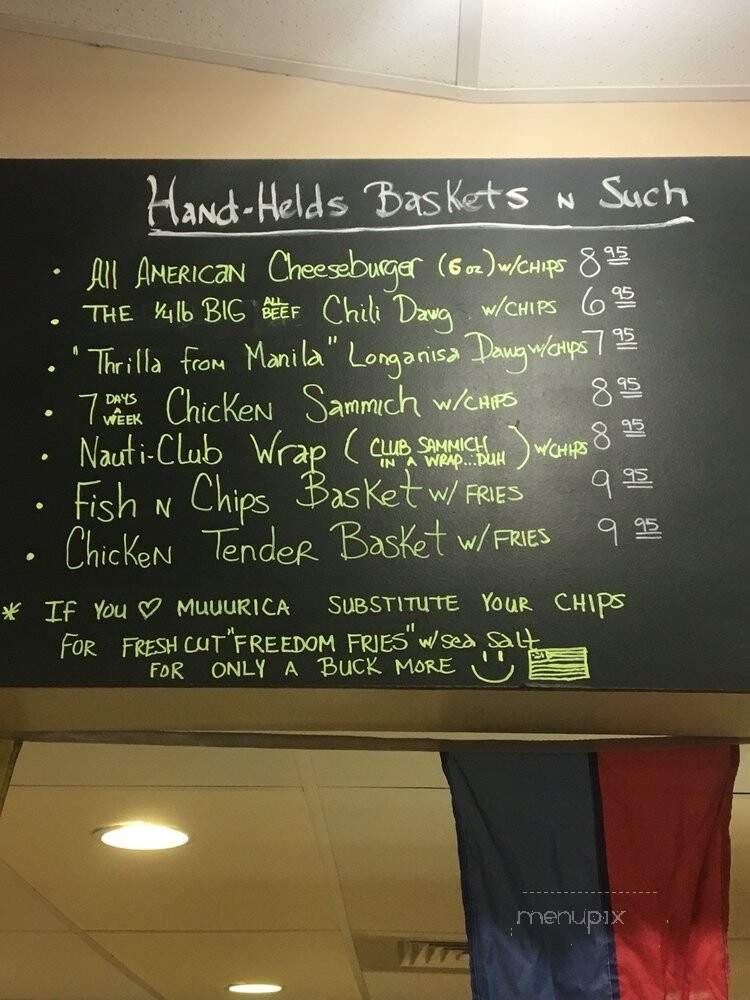 Hand-Helds Baskets N Such
• All AMERICAN Cheeseburger (6 oz) w/CHIPS 8 95
• THE 1/4 lb BIG ALL BEEF Chili Dawg w/CHIPS 6 95
• "Thrilla from Manila" Longanisa Dawg w/CHIPS 7 95
• 7 DAYS A WEEK Chicken Sammich w/CHIPS 8 95
• Nauti-Club Wrap (CLUB SAMMICH IN A WRAP...DUH) w/CHIPS 8 95
• Fish N Chips Basket w/ FRIES 9 95
• Chicken Tender Basket w/ FRIES 9 95
* IF YOU ♡ MUUURICA SUBSTITUTE YOUR CHIPS
FOR FRESH CUT "FREEDOM FRIES" w/sea salt
FOR ONLY A BUCK MORE
menupix